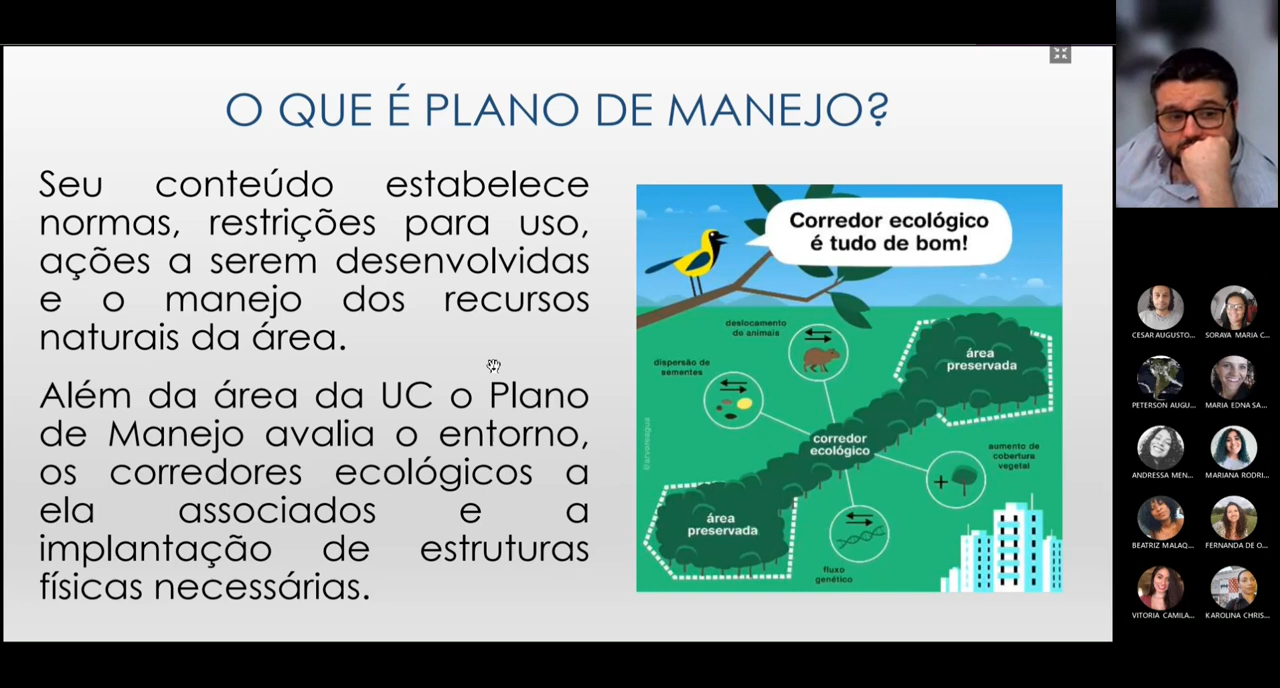 O QUE É PLANO DE MANEJO?
Seu conteúdo estabelece
normas, restrições para uso,
ações a serem desenvolvidas
e o manejo dos recursos
naturais da área.
Além da área da UC o Plano
de Manejo avalia o entorno,
os corredores ecológicos a
ela associados e a
implantação de estruturas
físicas necessárias.
Corredor ecológico
é tudo de bom!
deslocamento
de animais
dispersão de
sementes
área
preservada
corredor
ecológico
aumento de
cobertura
vegetal
área
preservada
fluxo
genético
@arvoreagua
CESAR AUGUSTO...
SORAYA MARIA C...
PETERSON AUGU...
MARIA EDNA SA...
ANDRESSA MEN...
MARIANA RODRI...
BEATRIZ MALAQ...
FERNANDA DE O...
VITORIA CAMILA...
KAROLINA CHRIS...